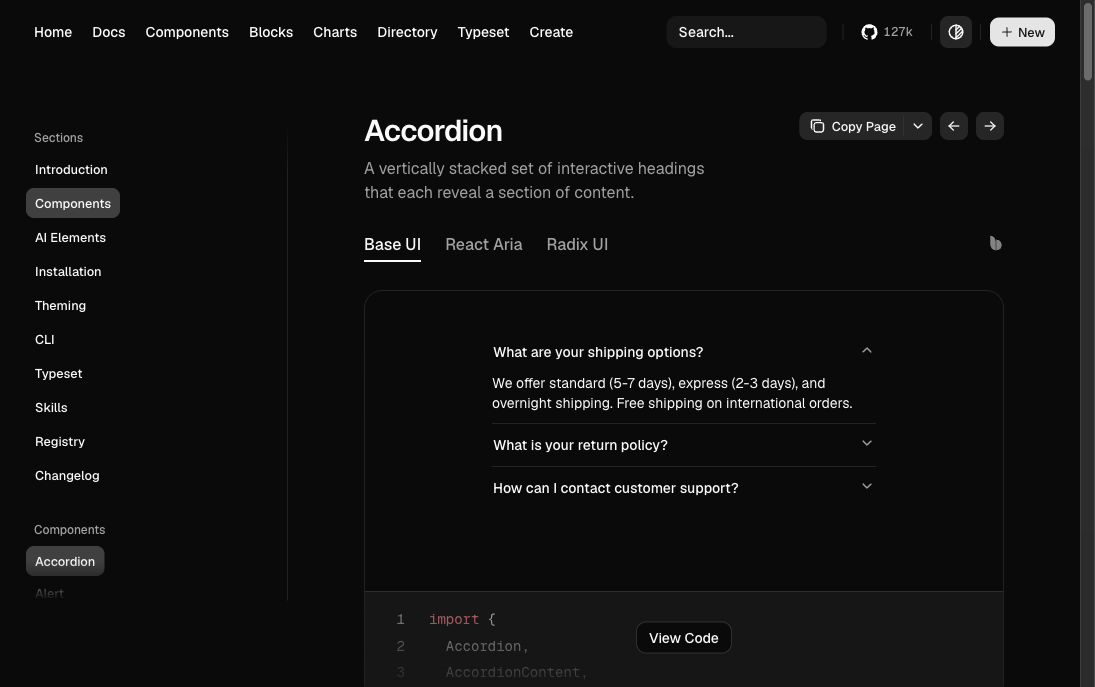 Home Docs Components Blocks Charts Directory Typeset Create Search... 127k New
Sections
Introduction
Components
AI Elements
Installation
Theming
CLI
Typeset
Skills
Registry
Changelog
Components
Accordion
Alert
Accordion
Copy Page
A vertically stacked set of interactive headings
that each reveal a section of content.
Base UI React Aria Radix UI
What are your shipping options?
We offer standard (5-7 days), express (2-3 days), and
overnight shipping. Free shipping on international orders.
What is your return policy?
How can I contact customer support?
1 import {
2 Accordion,
3 AccordionContent,
View Code